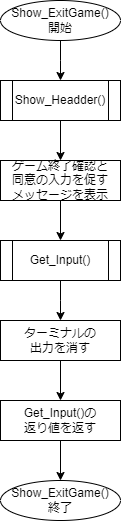 Show_ExitGame()
開始
Show_Headder()
ゲーム終了確認と
同意の入力を促す
メッセージを表示
Get_Input()
ターミナルの
出力を消す
Get_Input()の
返り値を返す
Show_ExitGame()
終了